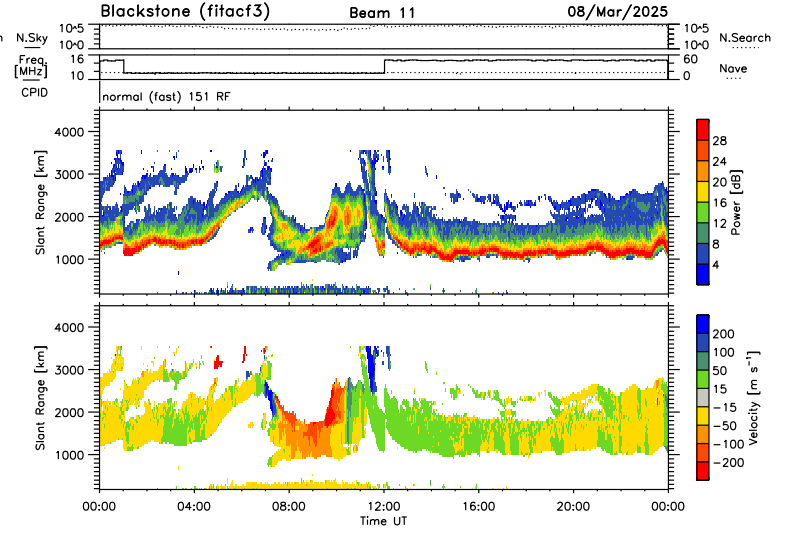 Blackstone (fitacf3) Beam 11 08/Mar/2025
N.Sky 10^5 10^0 10^5 10^0 N.Search
Freq. [MHz] 16 10 60 0 Nave
CPID normal (fast) 151 RF
Slant Range [km] 4000 3000 2000 1000
28 24 20 16 12 8 4 Power [dB]
Slant Range [km] 4000 3000 2000 1000
200 100 50 15 −15 −50 −100 −200 Velocity [m s⁻¹]
00:00 04:00 08:00 12:00 16:00 20:00 00:00
Time UT